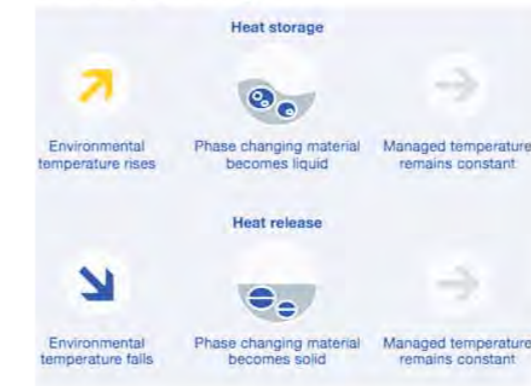 Heat storage
Environmental
temperature rises
Phase changing material
becomes liquid
Managed temperature
remains constant
Heat release
Environmental
temperature falls
Phase changing material
becomes solid
Managed temperature
remains constant